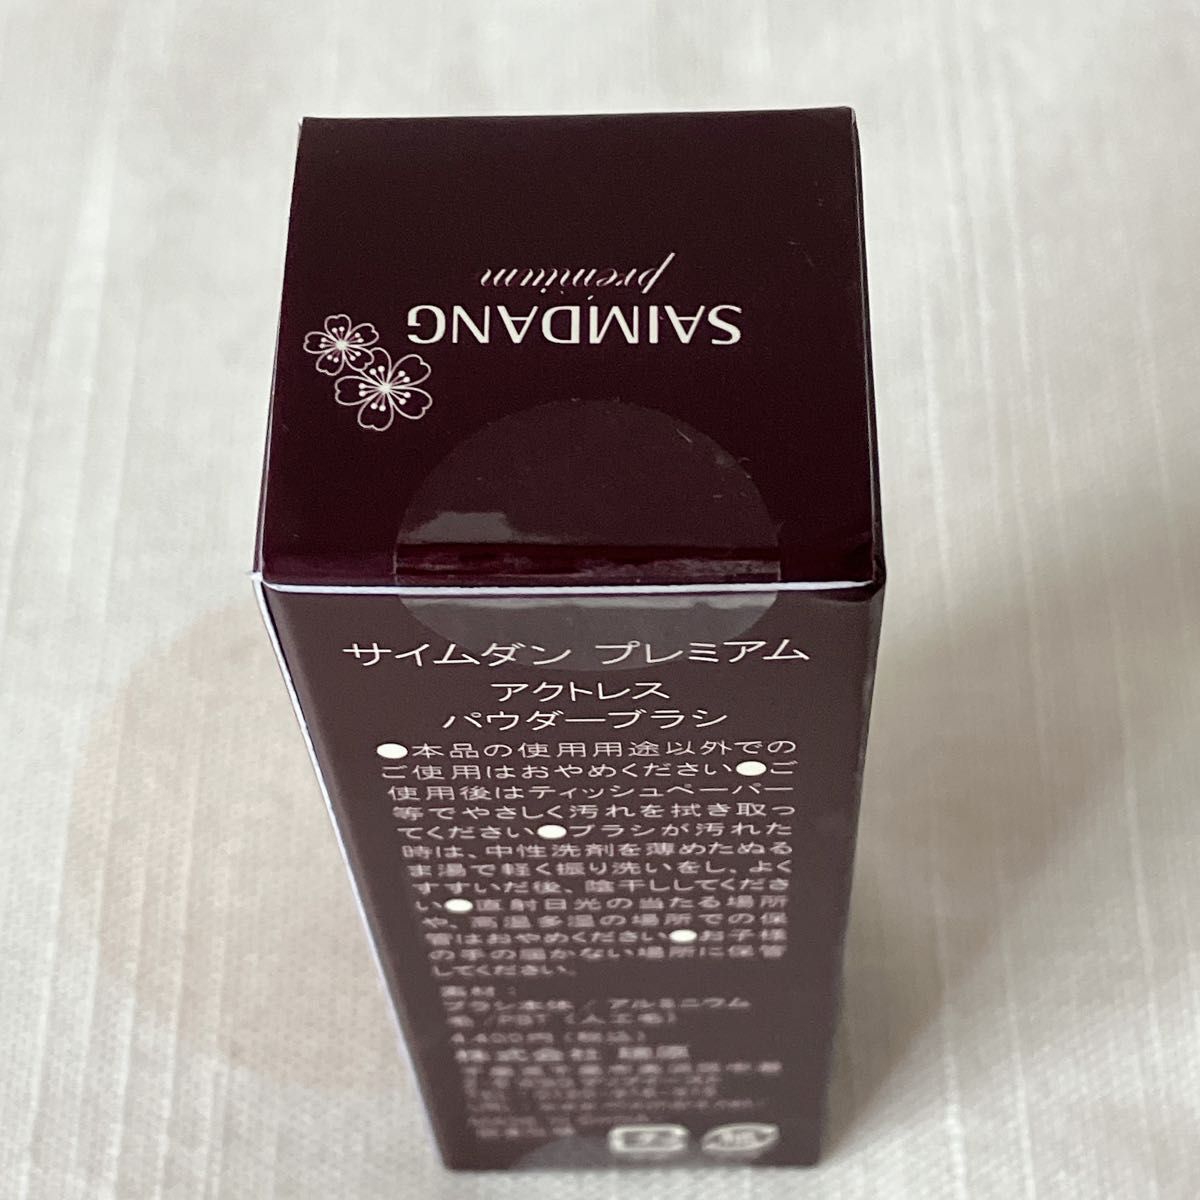 SAIMDANG
premium
サイムダン プレミアム
アクトレス
パウダーブラシ
●本品の使用用途以外での
ご使用はおやめください●ご
使用後はティッシュペーパー
等でやさしく汚れを拭き取っ
てください●ブラシが汚れた
時は、中性洗剤を薄めたぬる
ま湯で軽く振り洗いをし、よく
すすいだ後、陰干ししてくださ
い●直射日光の当たる場所
や、高温多湿の場所での保
管はおやめください●お子様
の手の届かない場所に保管
してください。
素材：
ブラシ本体/アルミニウム
毛/PBT（人工毛）
4,400円（税込）
株式会社